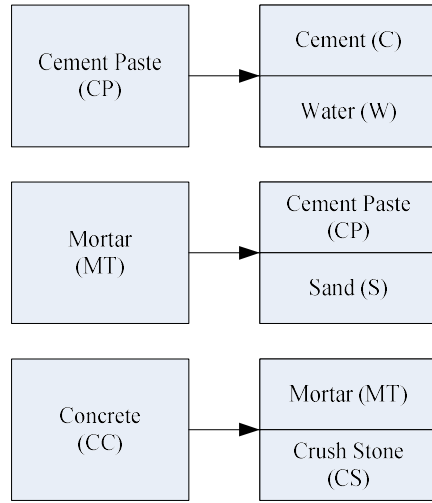 Cement Paste
(CP)
Cement (C)
Water (W)
Mortar
(MT)
Cement Paste
(CP)
Sand (S)
Concrete
(CC)
Mortar (MT)
Crush Stone
(CS)